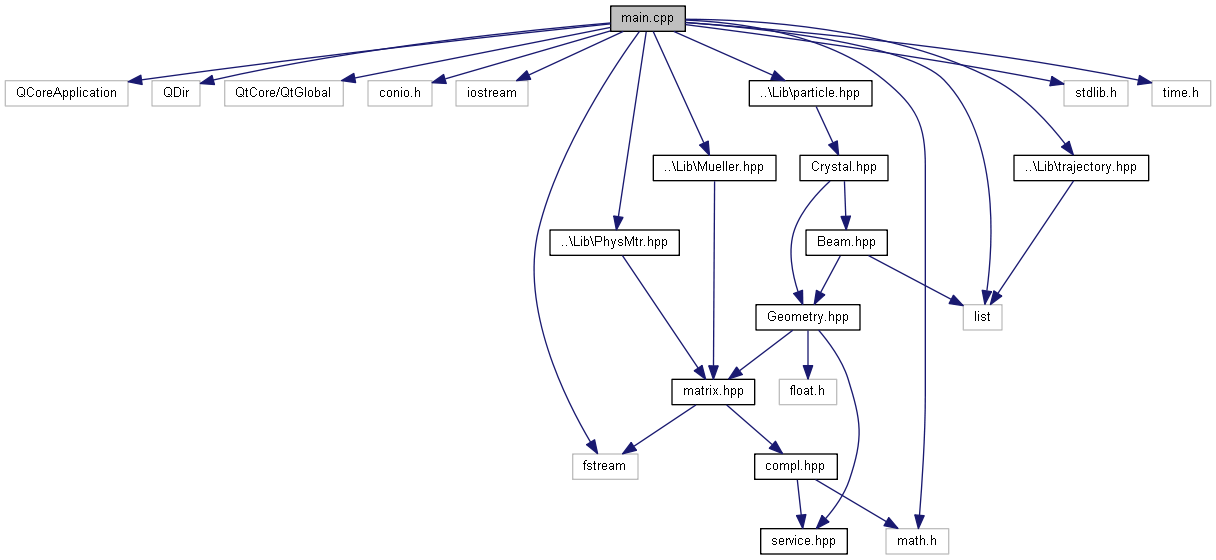 main.cpp
QCoreApplication
QDir
QtCore/QtGlobal
conio.h
iostream
..\Lib\particle.hpp
stdlib.h
time.h
..\Lib\Mueller.hpp
Crystal.hpp
..\Lib\trajectory.hpp
..\Lib\PhysMtr.hpp
Beam.hpp
Geometry.hpp
list
matrix.hpp
float.h
fstream
compl.hpp
service.hpp
math.h